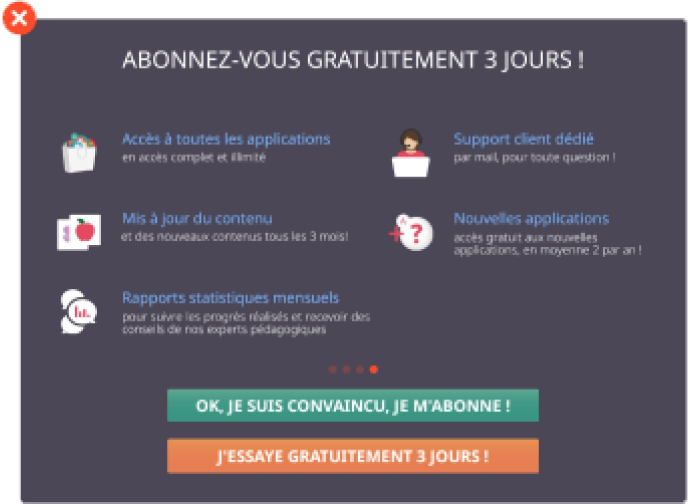 ABONNEZ-VOUS GRATUITEMENT 3 JOURS !
Accès à toutes les applications
en accès complet et illimité
Support client dédié
par mail, pour toute question !
Mis à jour du contenu
et des nouveaux contenus tous les 3 mois!
Nouvelles applications
accès gratuit aux nouvelles
applications, en moyenne 2 par an !
Rapports statistiques mensuels
pour suivre les progrès réalisés et recevoir des
conseils de nos experts pédagogiques
OK, JE SUIS CONVAINCU, JE M'ABONNE !
J'ESSAYE GRATUITEMENT 3 JOURS !